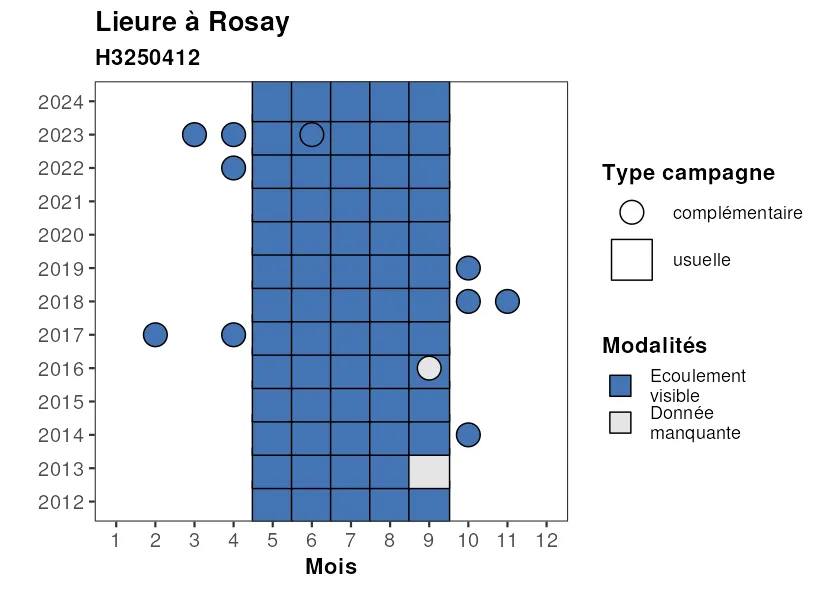 Lieure à Rosay
H3250412
2024
2023
2022
2021
2020
2019
2018
2017
2016
2015
2014
2013
2012
1 2 3 4 5 6 7 8 9 10 11 12
Mois
Type campagne
complémentaire
usuelle
Modalités
Ecoulement
visible
Donnée
manquante